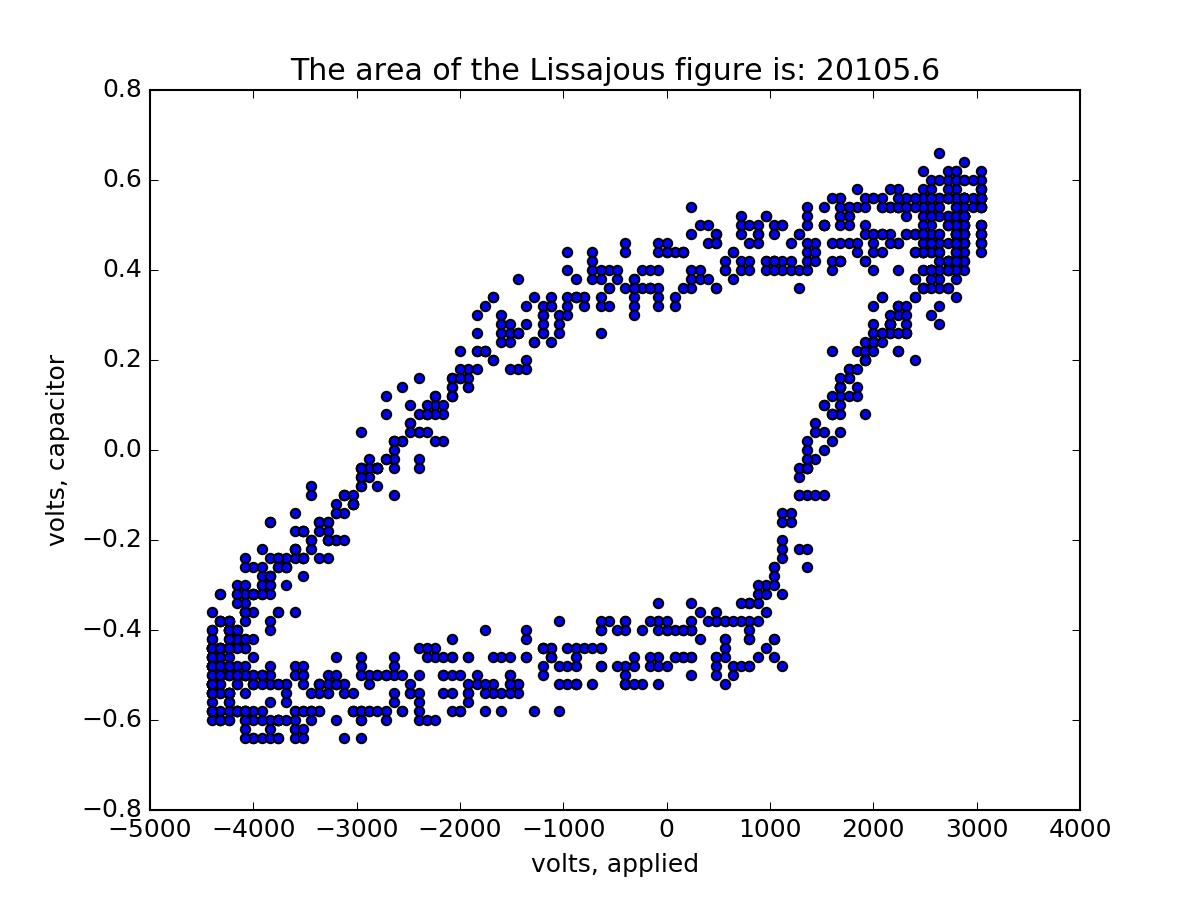 The area of the Lissajous figure is: 20105.6
0.8
0.6
0.4
0.2
0.0
−0.2
−0.4
−0.6
−0.8
volts, capacitor
−5000 −4000 −3000 −2000 −1000 0 1000 2000 3000 4000
volts, applied